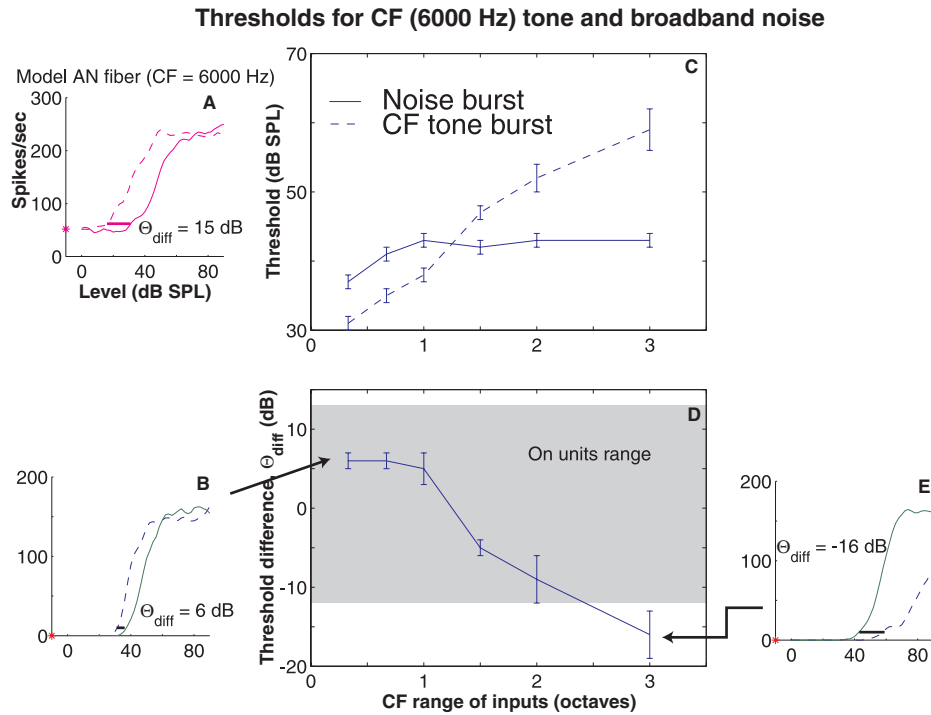 Thresholds for CF (6000 Hz) tone and broadband noise
Model AN fiber (CF = 6000 Hz)
A
300
200
100
0
Spikes/sec
Θdiff = 15 dB
0 40 80
Level (dB SPL)
C
70
50
30
Threshold (dB SPL)
Noise burst
CF tone burst
0 1 2 3
B
200
100
0
Θdiff = 6 dB
0 40 80
D
10
0
-10
-20
Threshold difference, Θdiff (dB)
On units range
0 1 2 3
CF range of inputs (octaves)
E
200
100
0
Θdiff = -16 dB
0 40 80